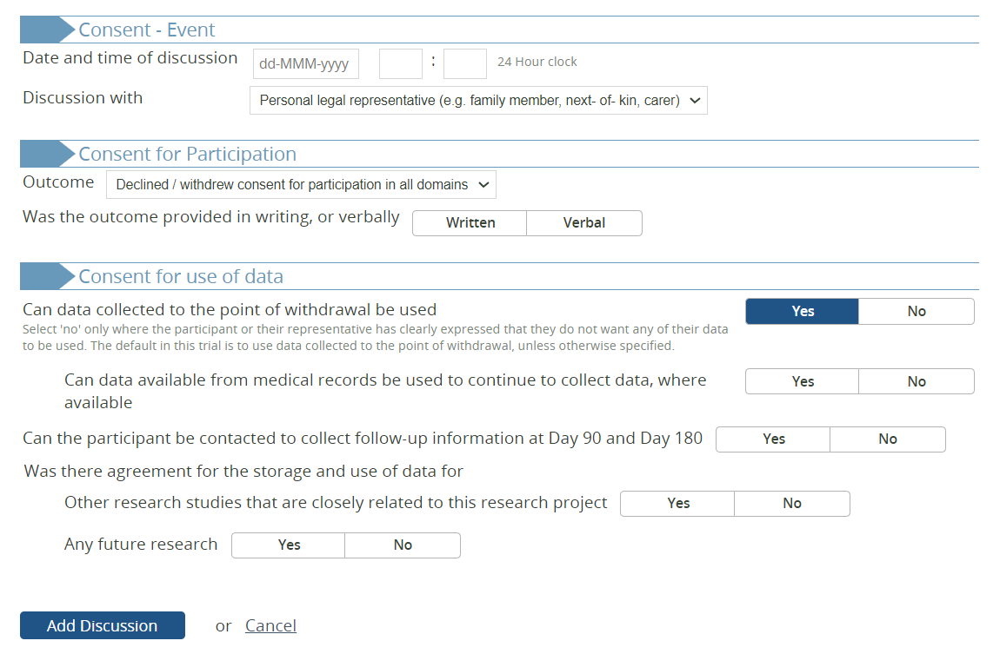 Consent - Event
Date and time of discussion dd-MMM-yyyy : 24 Hour clock
Discussion with Personal legal representative (e.g. family member, next- of- kin, carer)
Consent for Participation
Outcome Declined / withdrew consent for participation in all domains
Was the outcome provided in writing, or verbally Written Verbal
Consent for use of data
Can data collected to the point of withdrawal be used Yes No
Select 'no' only where the participant or their representative has clearly expressed that they do not want any of their data
to be used. The default in this trial is to use data collected to the point of withdrawal, unless otherwise specified.
Can data available from medical records be used to continue to collect data, where Yes No
available
Can the participant be contacted to collect follow-up information at Day 90 and Day 180 Yes No
Was there agreement for the storage and use of data for
Other research studies that are closely related to this research project Yes No
Any future research Yes No
Add Discussion or Cancel